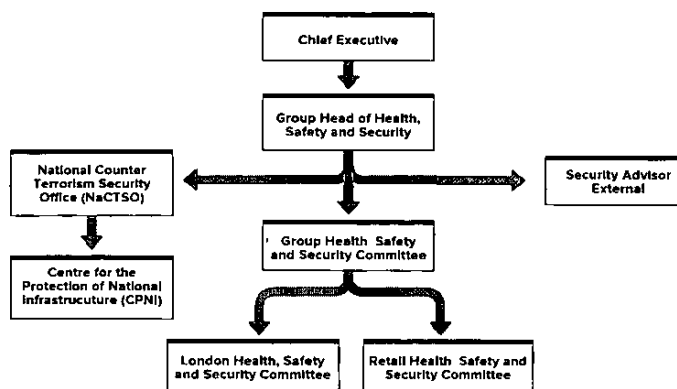 Chief Executive
Group Head of Health,
Safety and Security
National Counter
Terrorism Security
Office (NaCTSO)
Security Advisor
External
Group Health Safety
and Security Committee
Centre for the
Protection of National
Infrastrucuture (CPNI)
London Health, Safety
and Security Committee
Retail Health Safety and
Security Committee